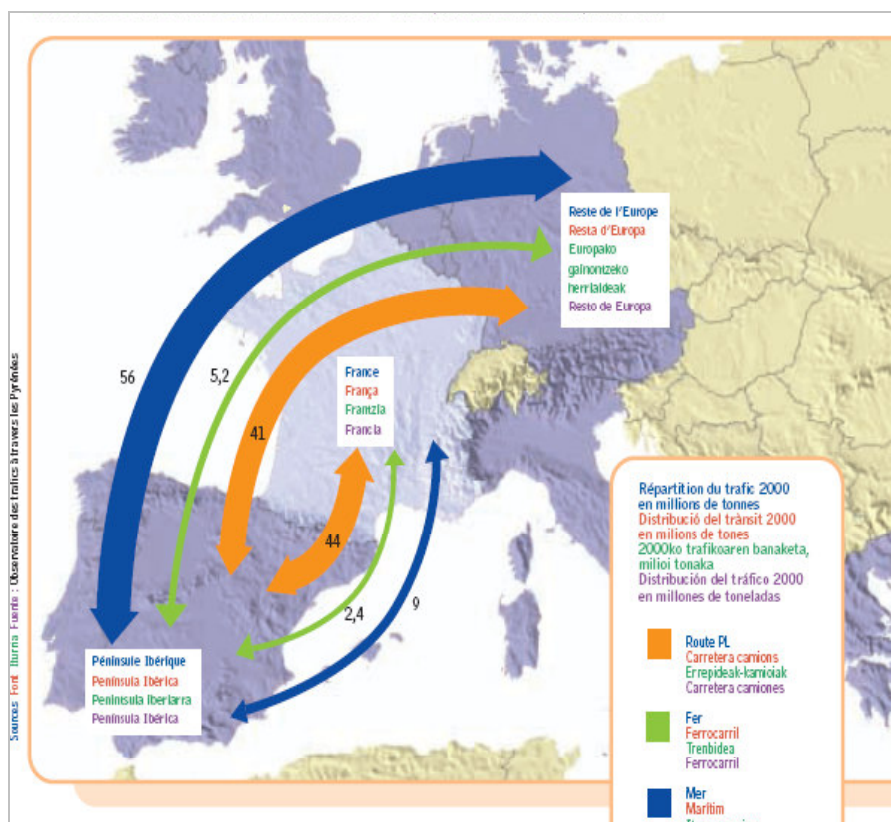 Reste de l'Europe
Resta d'Europa
Europako
gainontzeko
herrialdeak
Resto de Europa
56
5,2
41
France
França
Frantzia
Francia
44
2,4
9
Péninsule Ibérique
Península Ibèrica
Penintsula Iberiarra
Península Ibérica
Sources Font Iturria Fuente : Observatoire des trafics à travers les Pyrénées
Répartition du trafic 2000
en millions de tonnes
Distribució del trànsit 2000
en milions de tones
2000ko trafikoaren banaketa,
milioi tonaka
Distribución del tráfico 2000
en millones de toneladas
Route PL
Carretera camions
Errepideak-kamioiak
Carretera camiones
Fer
Ferrocarril
Trenbidea
Ferrocarril
Mer
Marítim